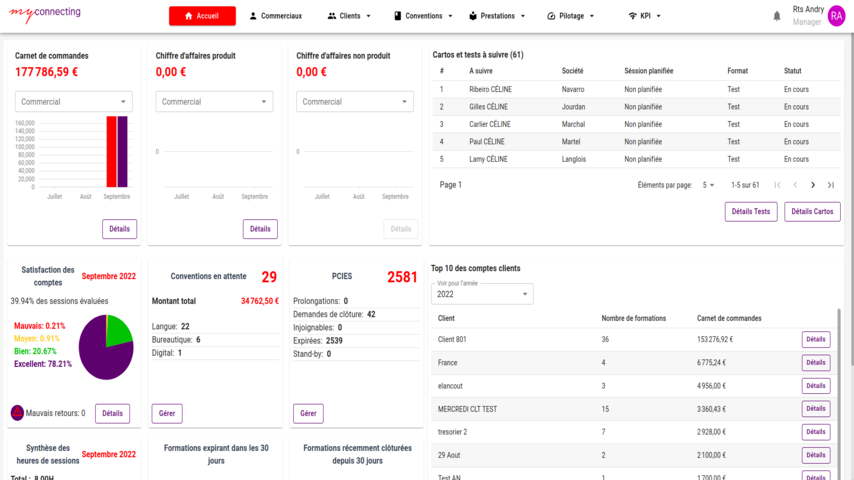 myconnecting
Accueil
Commerciaux
Clients
Conventions
Prestations
Pilotage
KPI
Rts Andry
Manager
RA
Carnet de commandes
177 786,59 €
Commercial
160,000
140,000
120,000
100,000
80,000
60,000
40,000
20,000
0
Juillet Août Septembre
Détails
Chiffre d'affaires produit
0,00 €
Commercial
0
Juillet Août Septembre
Détails
Chiffre d'affaires non produit
0,00 €
Commercial
0
Juillet Août Septembre
Détails
Cartos et tests à suivre (61)
# A suivre Société Séssion planifiée Format Statut
1 Ribeiro CÉLINE Navarro Non planifiée Test En cours
2 Gilles CÉLINE Jourdan Non planifiée Test En cours
3 Carlier CÉLINE Marchal Non planifiée Test En cours
4 Paul CÉLINE Martel Non planifiée Test En cours
5 Lamy CÉLINE Langlois Non planifiée Test En cours
Page 1 Éléments par page: 5 1-5 sur 61
Détails Tests Détails Cartos
Satisfaction des comptes
Septembre 2022
39.94% des sessions évaluées
Mauvais: 0.21%
Moyen: 0.91%
Bien: 20.67%
Excellent: 78.21%
Mauvais retours: 0
Détails
Conventions en attente 29
Montant total 34 762,50 €
Langue: 22
Bureautique: 6
Digital: 1
Gérer
PCIES 2581
Prolongations: 0
Demandes de clôture: 42
Injoignables: 0
Expirées: 2539
Stand-by: 0
Gérer
Top 10 des comptes clients
Voir pour l'année
2022
Client Nombre de formations Carnet de commandes
Client 801 36 153 276,92 € Détails
France 4 6 775,24 € Détails
elancout 3 4 956,00 € Détails
MERCREDI CLT TEST 15 3 360,43 € Détails
tresorier 2 7 2 928,00 € Détails
29 Aout 2 2 100,00 € Détails
Test AN 1 1 700,00 € Détails
Synthèse des heures de sessions
Septembre 2022
Total : 8.00H
Formations expirant dans les 30 jours
Formations récemment clôturées depuis 30 jours